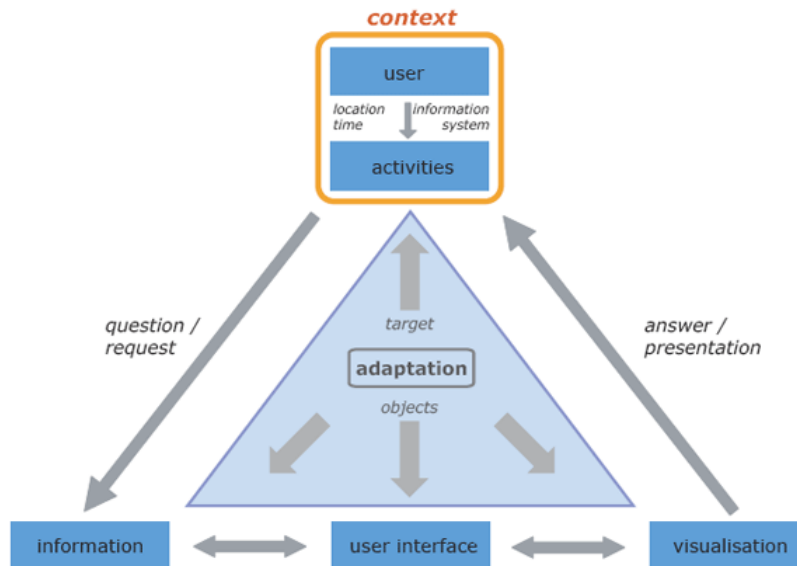 context
user
location
time
information
system
activities
question /
request
target
answer /
presentation
adaptation
objects
information
user interface
visualisation